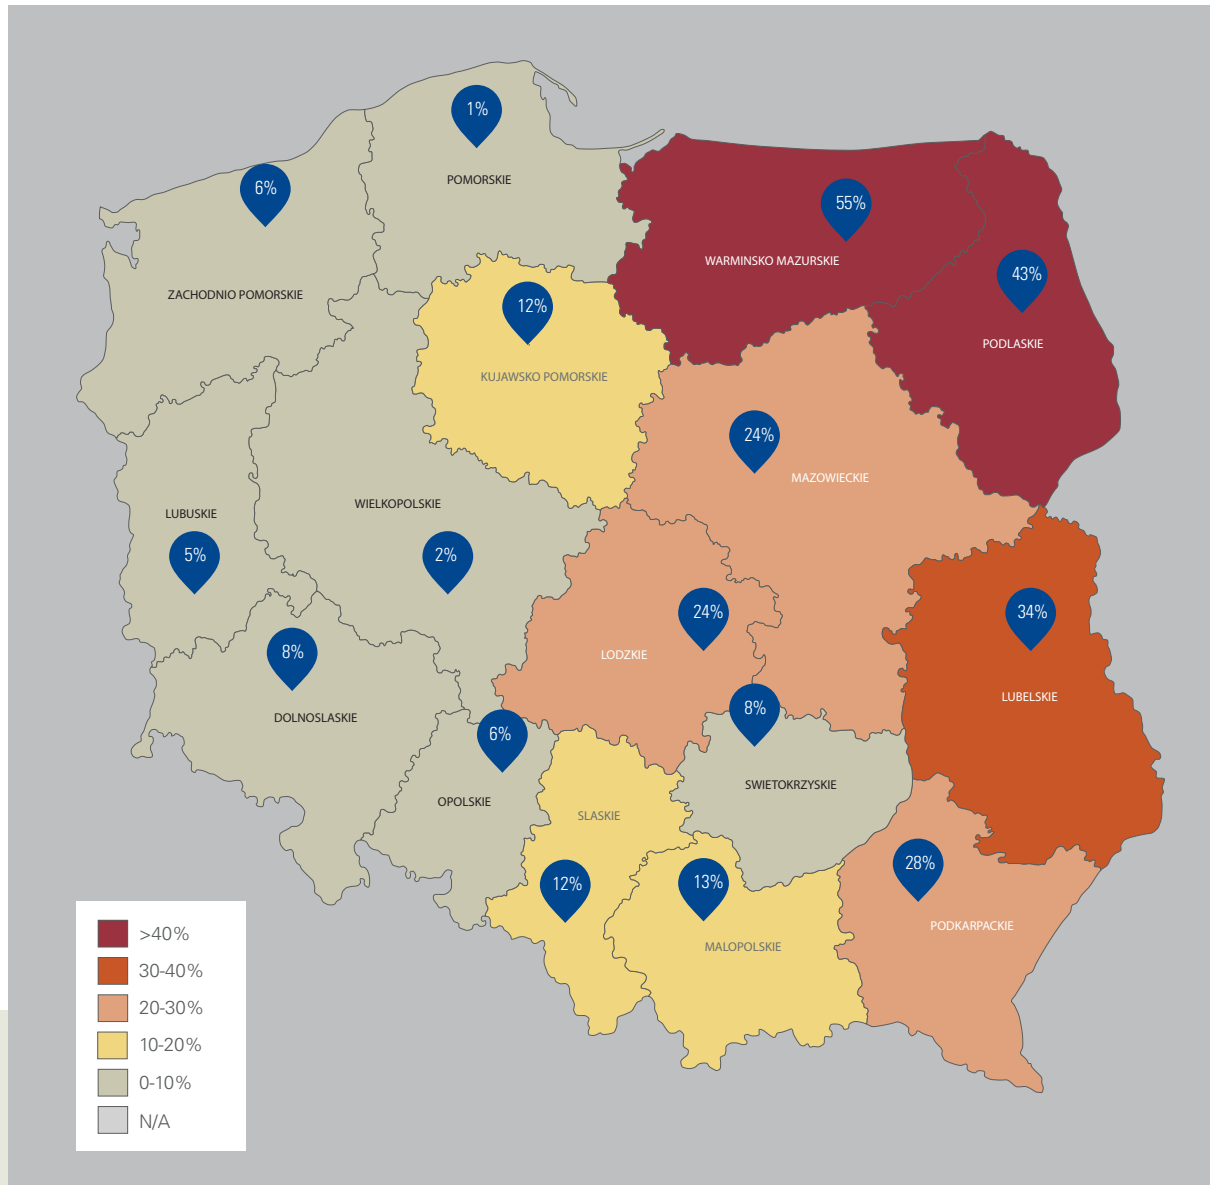 1%
POMORSKIE
6%
ZACHODNIO POMORSKIE
55%
WARMINSKO MAZURSKIE
43%
PODLASKIE
12%
KUJAWSKO POMORSKIE
24%
MAZOWIECKIE
WIELKOPOLSKIE
2%
LUBUSKIE
5%
24%
LODZKIE
34%
LUBELSKIE
8%
DOLNOSLASKIE
6%
OPOLSKIE
8%
SWIETOKRZYSKIE
SLASKIE
12%
13%
MALOPOLSKIE
28%
PODKARPACKIE
>40%
30-40%
20-30%
10-20%
0-10%
N/A